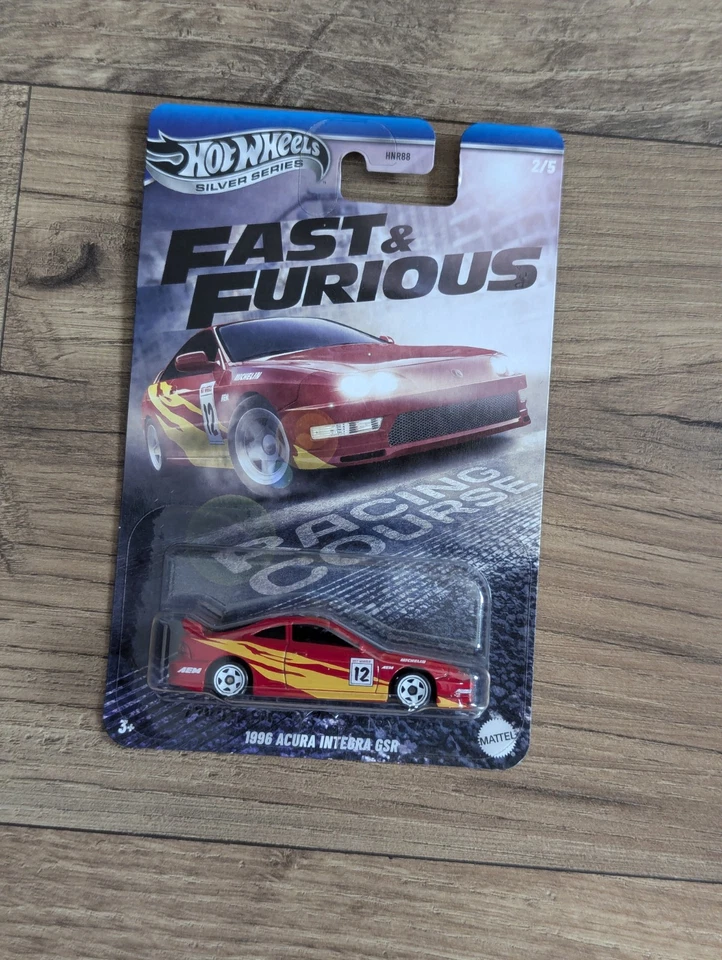 HOT WHEELS
SILVER SERIES
HNR88
2/5
FAST &
FURIOUS
MICHELIN
12
RACING
COURSE
AEM
12
AEM
MICHELIN
3+
1996 ACURA INTEGRA GSR
MATTEL